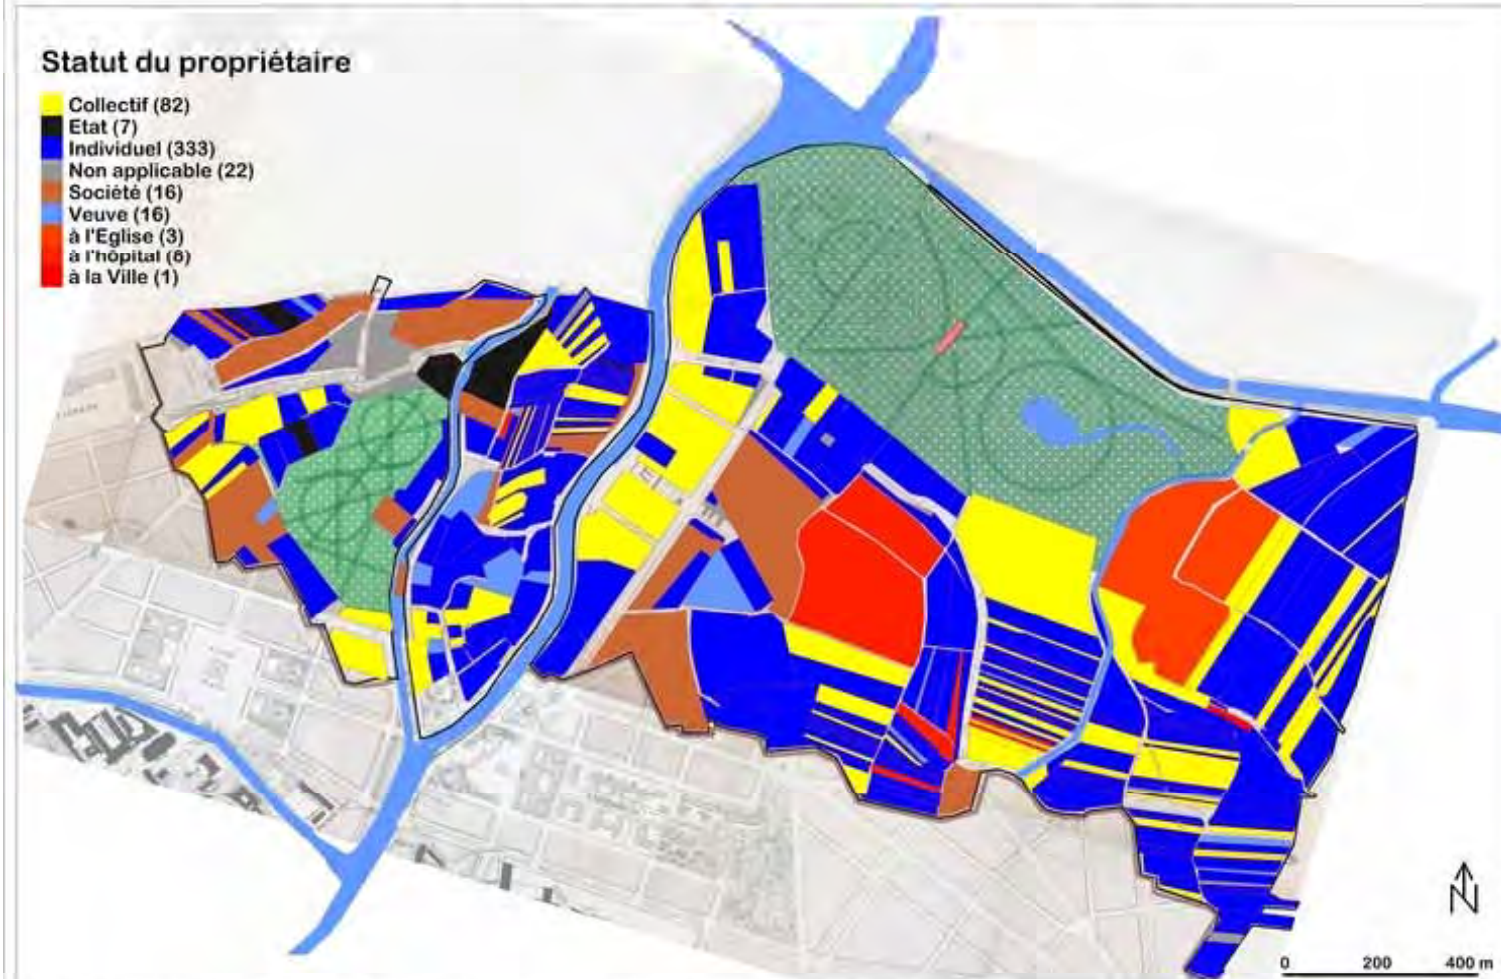 Statut du propriétaire
Collectif (82)
Etat (7)
Individuel (333)
Non applicable (22)
Société (16)
Veuve (16)
à l'Eglise (3)
à l'hôpital (6)
à la Ville (1)
N
0 200 400 m